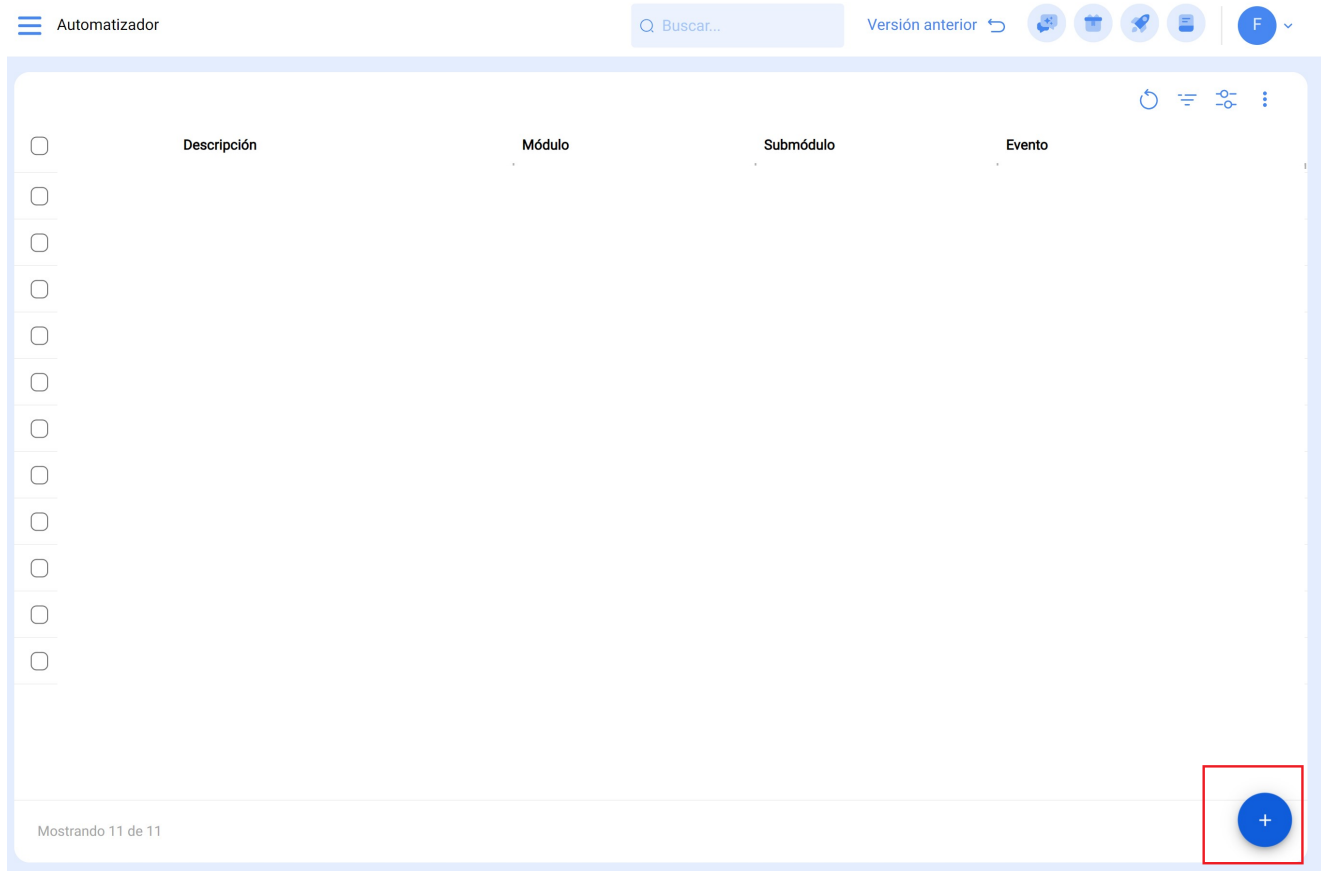 Automatizador
Buscar...
Versión anterior
F
Descripción Módulo Submódulo Evento
Mostrando 11 de 11
+